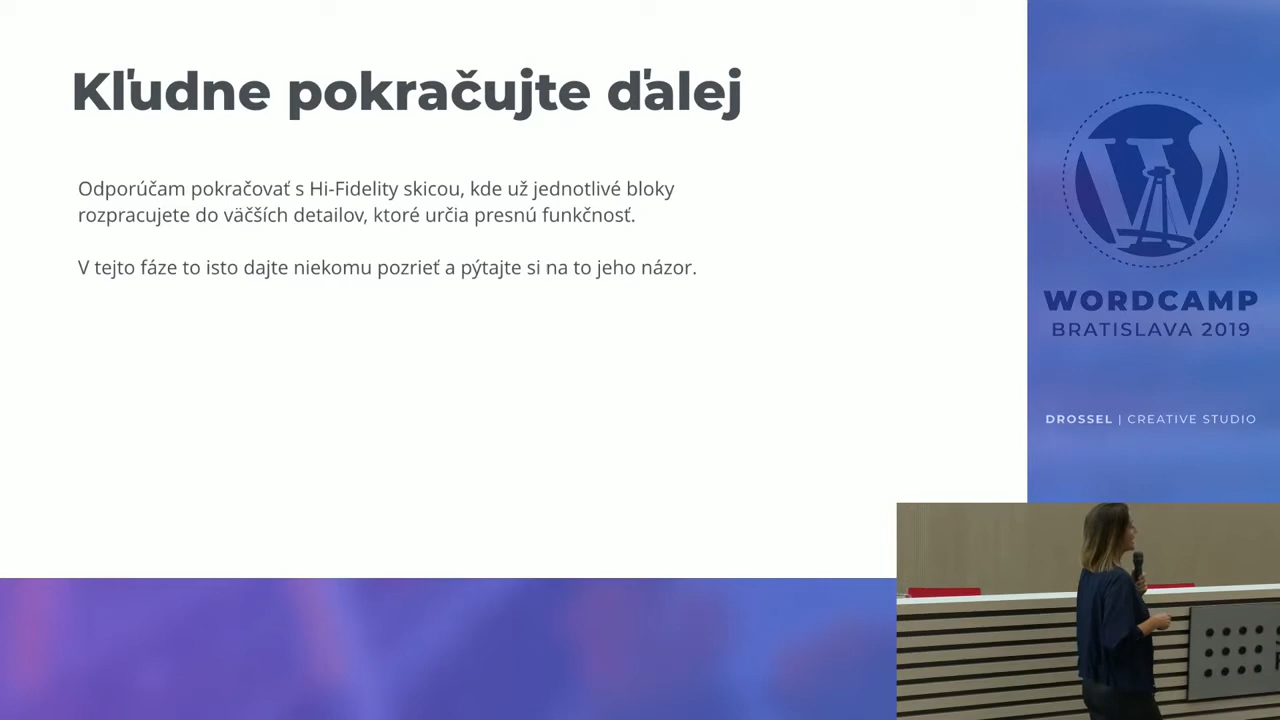 Kľudne pokračujte ďalej
Odporúčam pokračovať s Hi-Fidelity skicou, kde už jednotlivé bloky
rozpracujete do väčších detailov, ktoré určia presnú funkčnosť.
V tejto fáze to isto dajte niekomu pozrieť a pýtajte si na to jeho názor.
WORDCAMP
BRATISLAVA 2019
DROSSEL | CREATIVE STUDIO